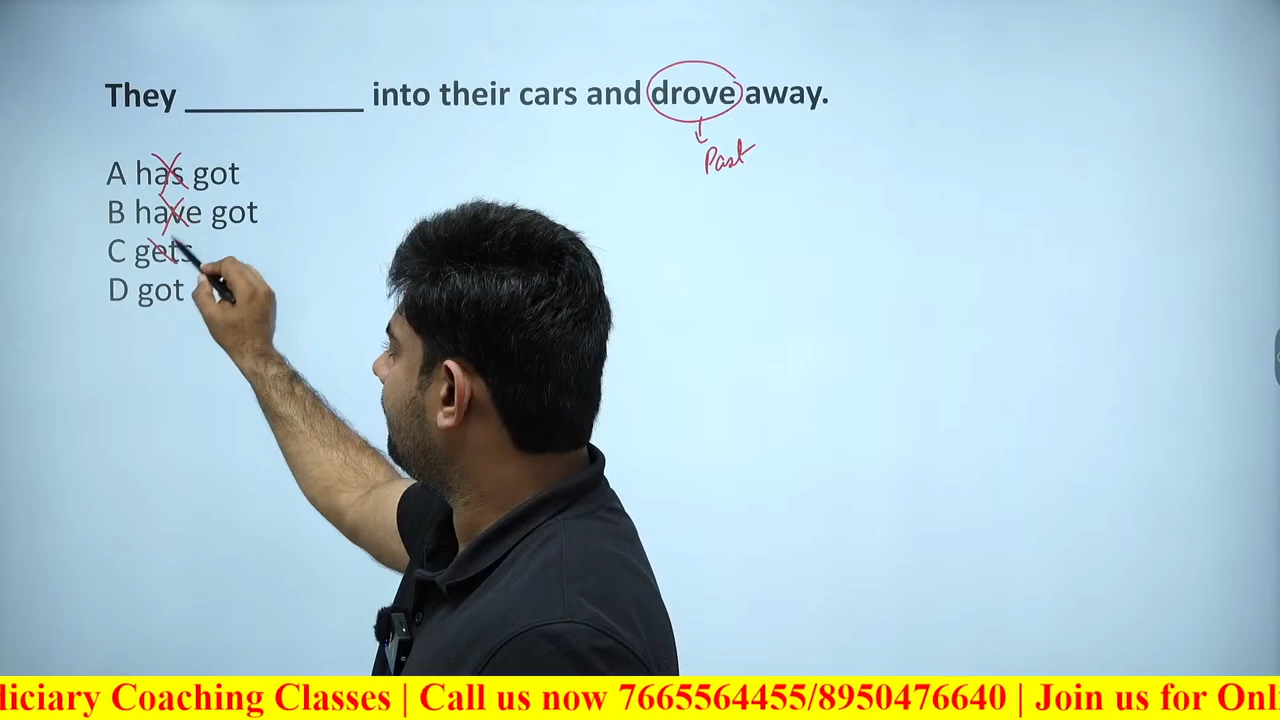 They ____________ into their cars and drove away.
Past
A has got
B have got
C gets
D got
diciary Coaching Classes | Call us now 7665564455/8950476640 | Join us for Onl